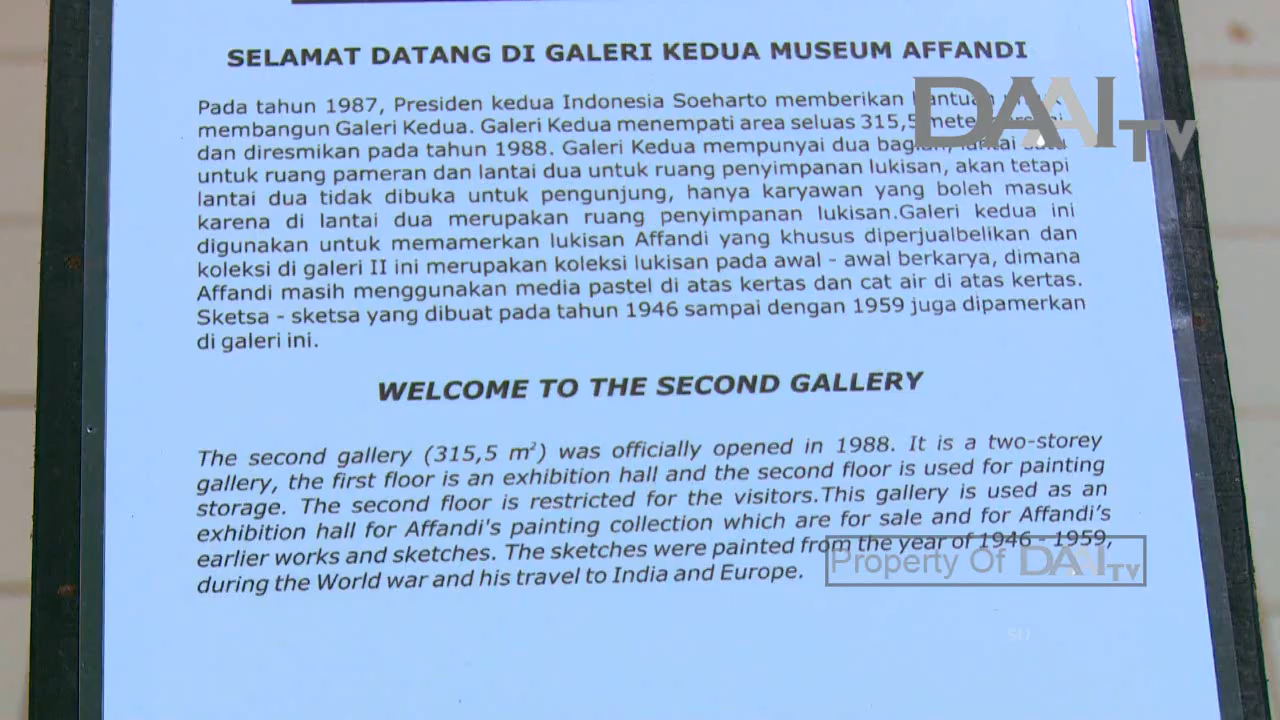 SELAMAT DATANG DI GALERI KEDUA MUSEUM AFFANDI
Pada tahun 1987, Presiden kedua Indonesia Soeharto memberikan bantuan untuk
membangun Galeri Kedua. Galeri Kedua menempati area seluas 315,5 meter
dan diresmikan pada tahun 1988. Galeri Kedua mempunyai dua bagian, lantai satu
untuk ruang pameran dan lantai dua untuk ruang penyimpanan lukisan, akan tetapi
lantai dua tidak dibuka untuk pengunjung, hanya karyawan yang boleh masuk
karena di lantai dua merupakan ruang penyimpanan lukisan.Galeri kedua ini
digunakan untuk memamerkan lukisan Affandi yang khusus diperjualbelikan dan
koleksi di galeri II ini merupakan koleksi lukisan pada awal - awal berkarya, dimana
Affandi masih menggunakan media pastel di atas kertas dan cat air di atas kertas.
Sketsa - sketsa yang dibuat pada tahun 1946 sampai dengan 1959 juga dipamerkan
di galeri ini.
WELCOME TO THE SECOND GALLERY
The second gallery (315,5 m²) was officially opened in 1988. It is a two-storey
gallery, the first floor is an exhibition hall and the second floor is used for painting
storage. The second floor is restricted for the visitors.This gallery is used as an
exhibition hall for Affandi's painting collection which are for sale and for Affandi's
earlier works and sketches. The sketches were painted from the year of 1946 - 1959,
during the World war and his travel to India and Europe.
DAAI TV
Property Of DAAI TV